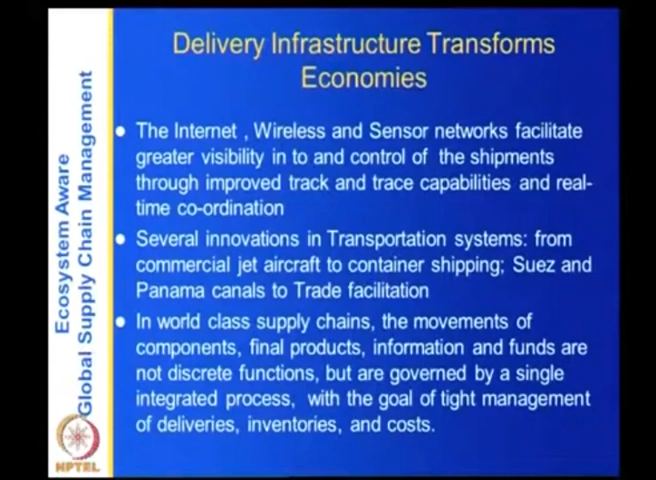 Delivery Infrastructure Transforms
Economies
The Internet , Wireless and Sensor networks facilitate
greater visibility in to and control of the shipments
through improved track and trace capabilities and real-
time co-ordination
Several innovations in Transportation systems: from
commercial jet aircraft to container shipping; Suez and
Panama canals to Trade facilitation
In world class supply chains, the movements of
components, final products, information and funds are
not discrete functions, but are governed by a single
integrated process, with the goal of tight management
of deliveries, inventories, and costs.
Ecosystem Aware
Global Supply Chain Management
NPTEL